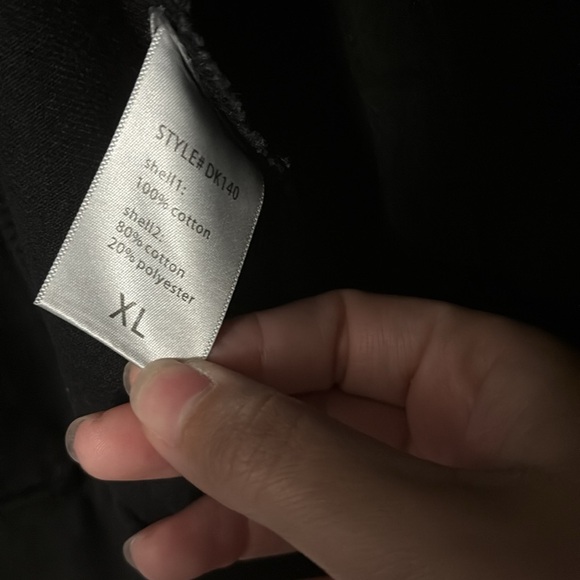 STYLE# DK140
shell1:
100% cotton
shell2:
80% cotton
20% polyester
XL